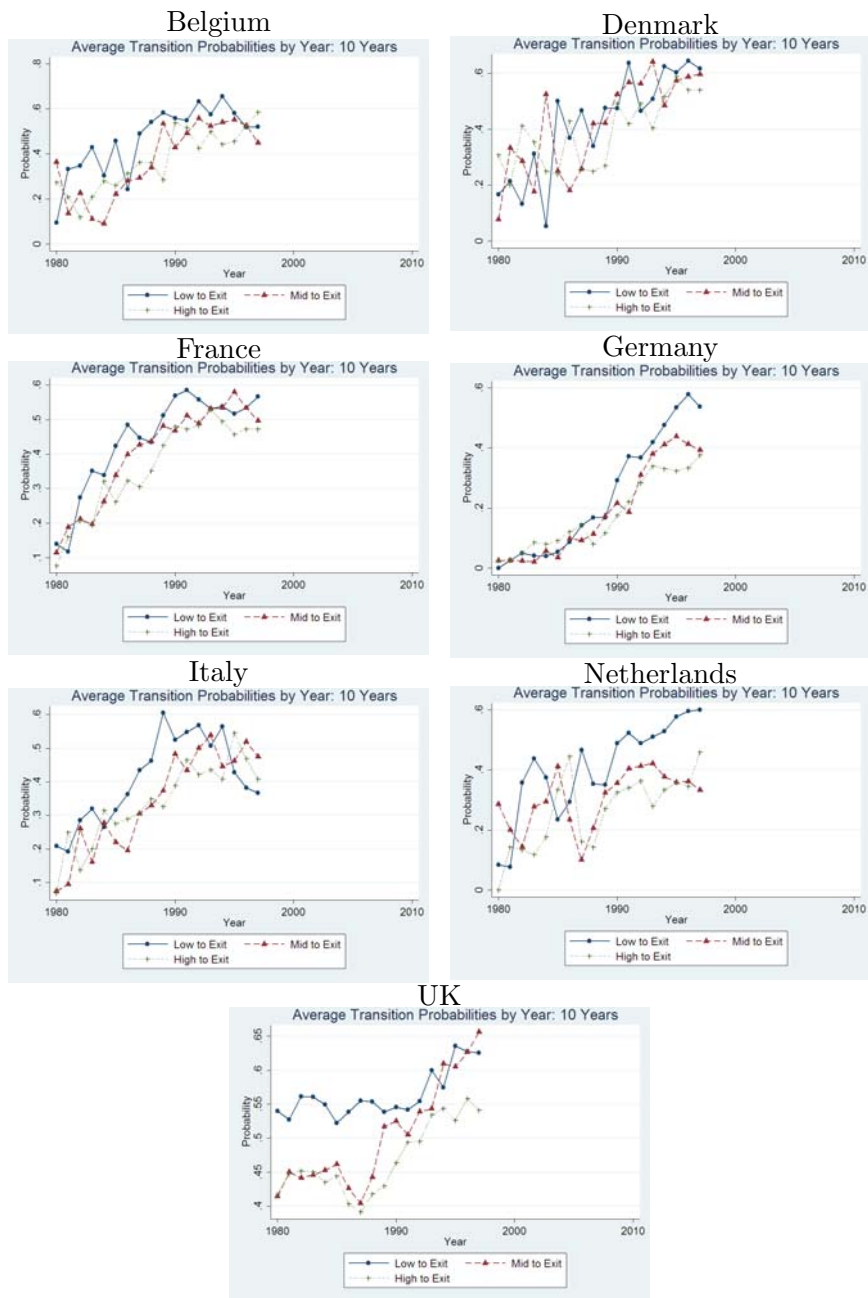 Belgium
Average Transition Probabilities by Year: 10 Years
Probability
.8
.6
.4
.2
0
1980 1990 2000 2010
Year
Low to Exit Mid to Exit
High to Exit
Denmark
Average Transition Probabilities by Year: 10 Years
Probability
.6
.4
.2
0
1980 1990 2000 2010
Year
Low to Exit Mid to Exit
High to Exit
France
Average Transition Probabilities by Year: 10 Years
Probability
.6
.5
.4
.3
.2
.1
1980 1990 2000 2010
Year
Low to Exit Mid to Exit
High to Exit
Germany
Average Transition Probabilities by Year: 10 Years
Probability
.6
.4
.2
0
1980 1990 2000 2010
Year
Low to Exit Mid to Exit
High to Exit
Italy
Average Transition Probabilities by Year: 10 Years
Probability
.6
.5
.4
.3
.2
.1
1980 1990 2000 2010
Year
Low to Exit Mid to Exit
High to Exit
Netherlands
Average Transition Probabilities by Year: 10 Years
Probability
.6
.4
.2
0
1980 1990 2000 2010
Year
Low to Exit Mid to Exit
High to Exit
UK
Average Transition Probabilities by Year: 10 Years
Probability
.65
.6
.55
.5
.45
.4
1980 1990 2000 2010
Year
Low to Exit Mid to Exit
High to Exit